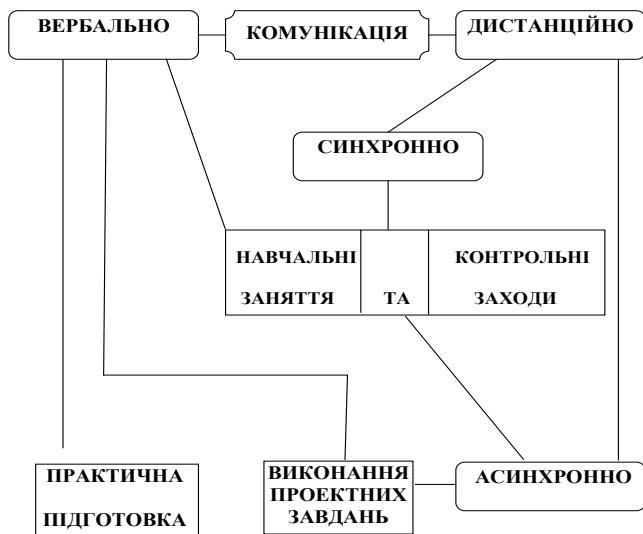 ВЕРБАЛЬНО
КОМУНІКАЦІЯ
ДИСТАНЦІЙНО
СИНХРОННО
НАВЧАЛЬНІ
ЗАНЯТТЯ
ТА
КОНТРОЛЬНІ
ЗАХОДИ
ПРАКТИЧНА
ПІДГОТОВКА
ВИКОНАННЯ
ПРОЕКТНИХ
ЗАВДАНЬ
АСИНХРОННО